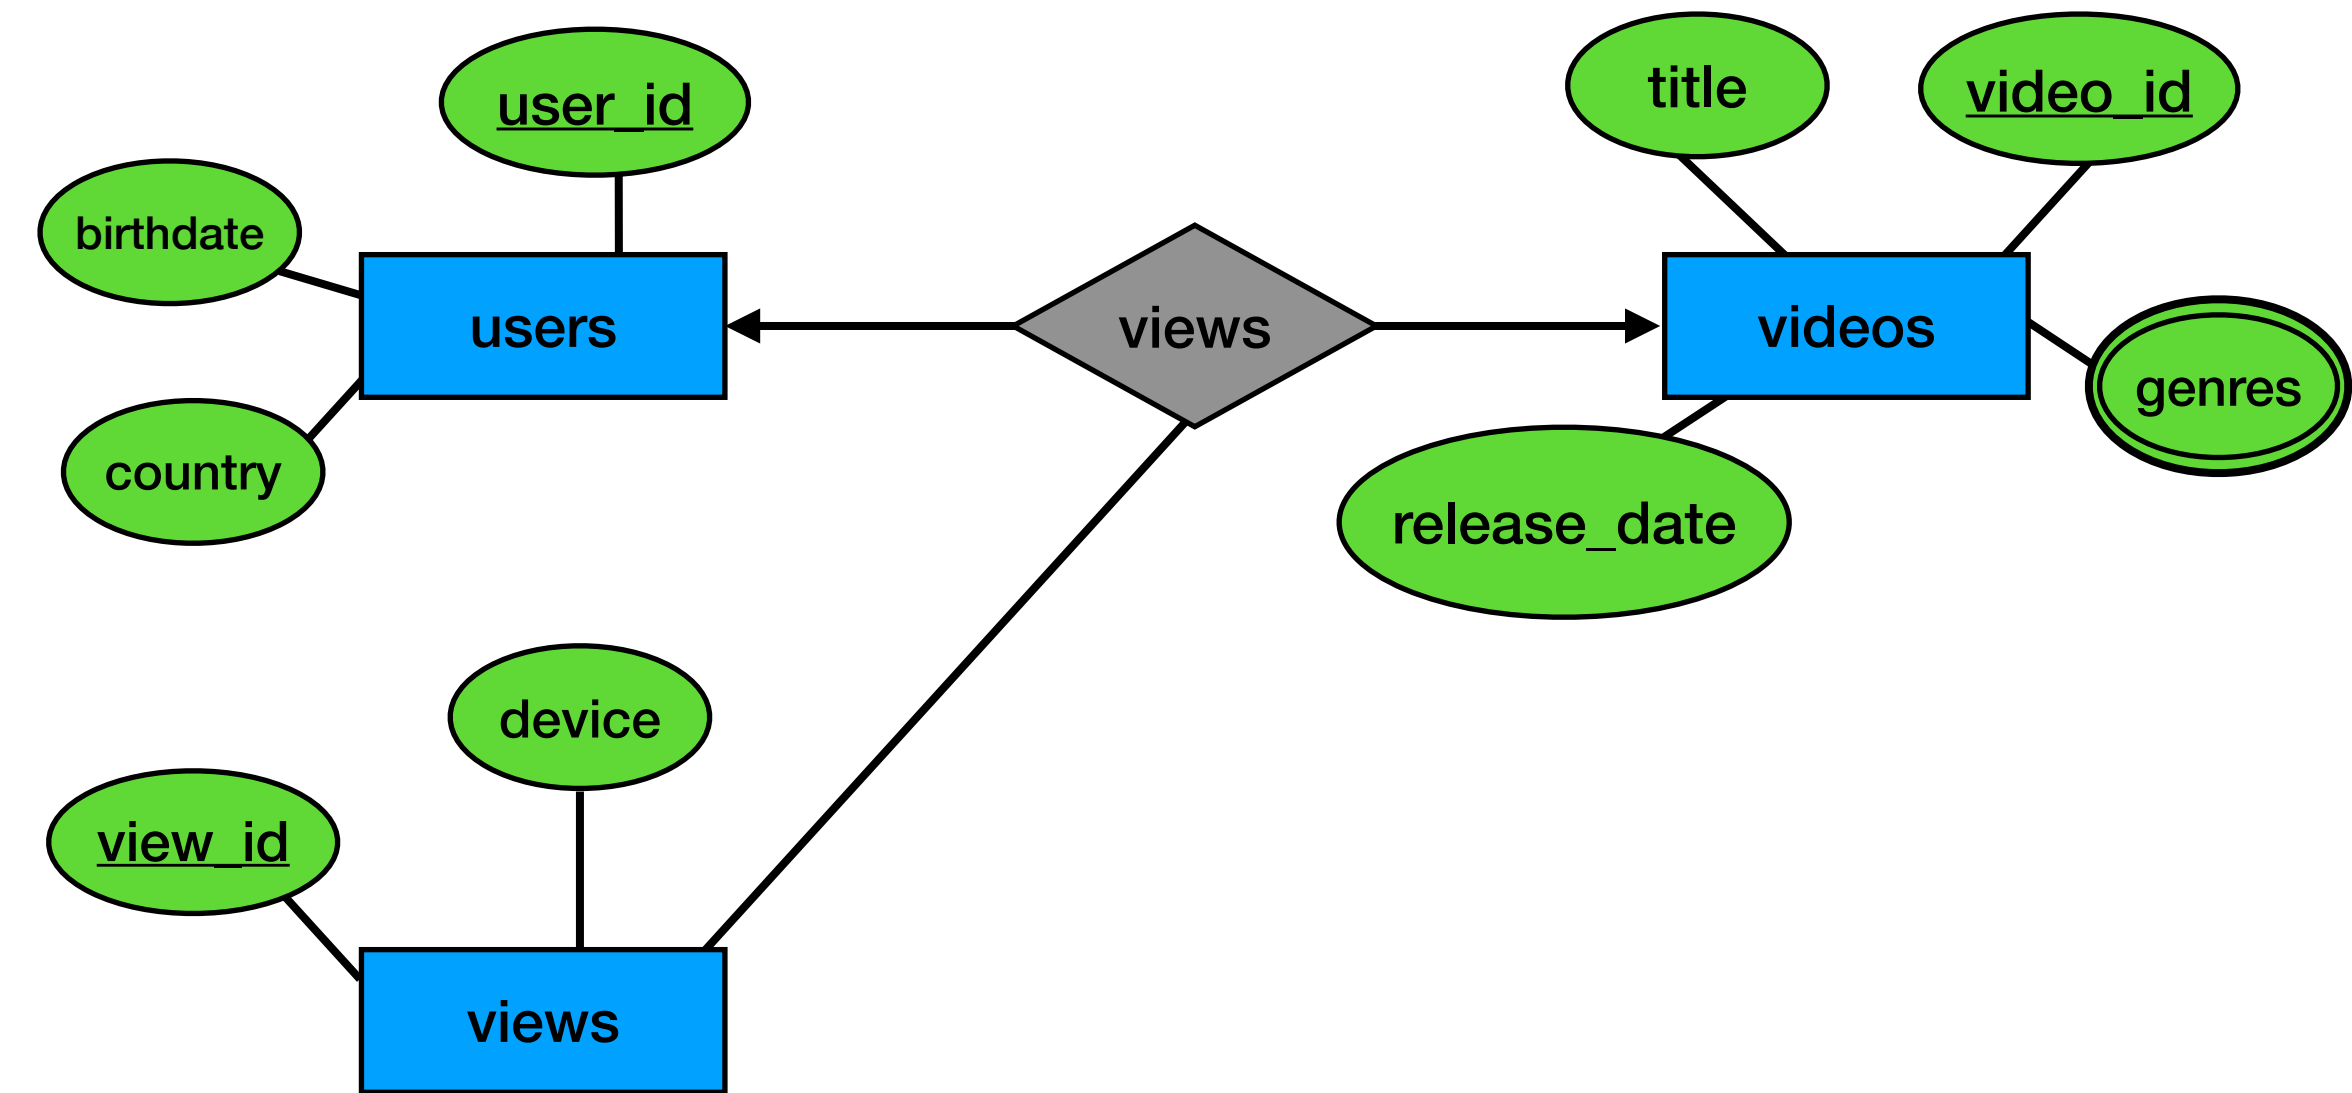 user_id
title
video_id
birthdate
users
views
videos
genres
country
release_date
device
view_id
views